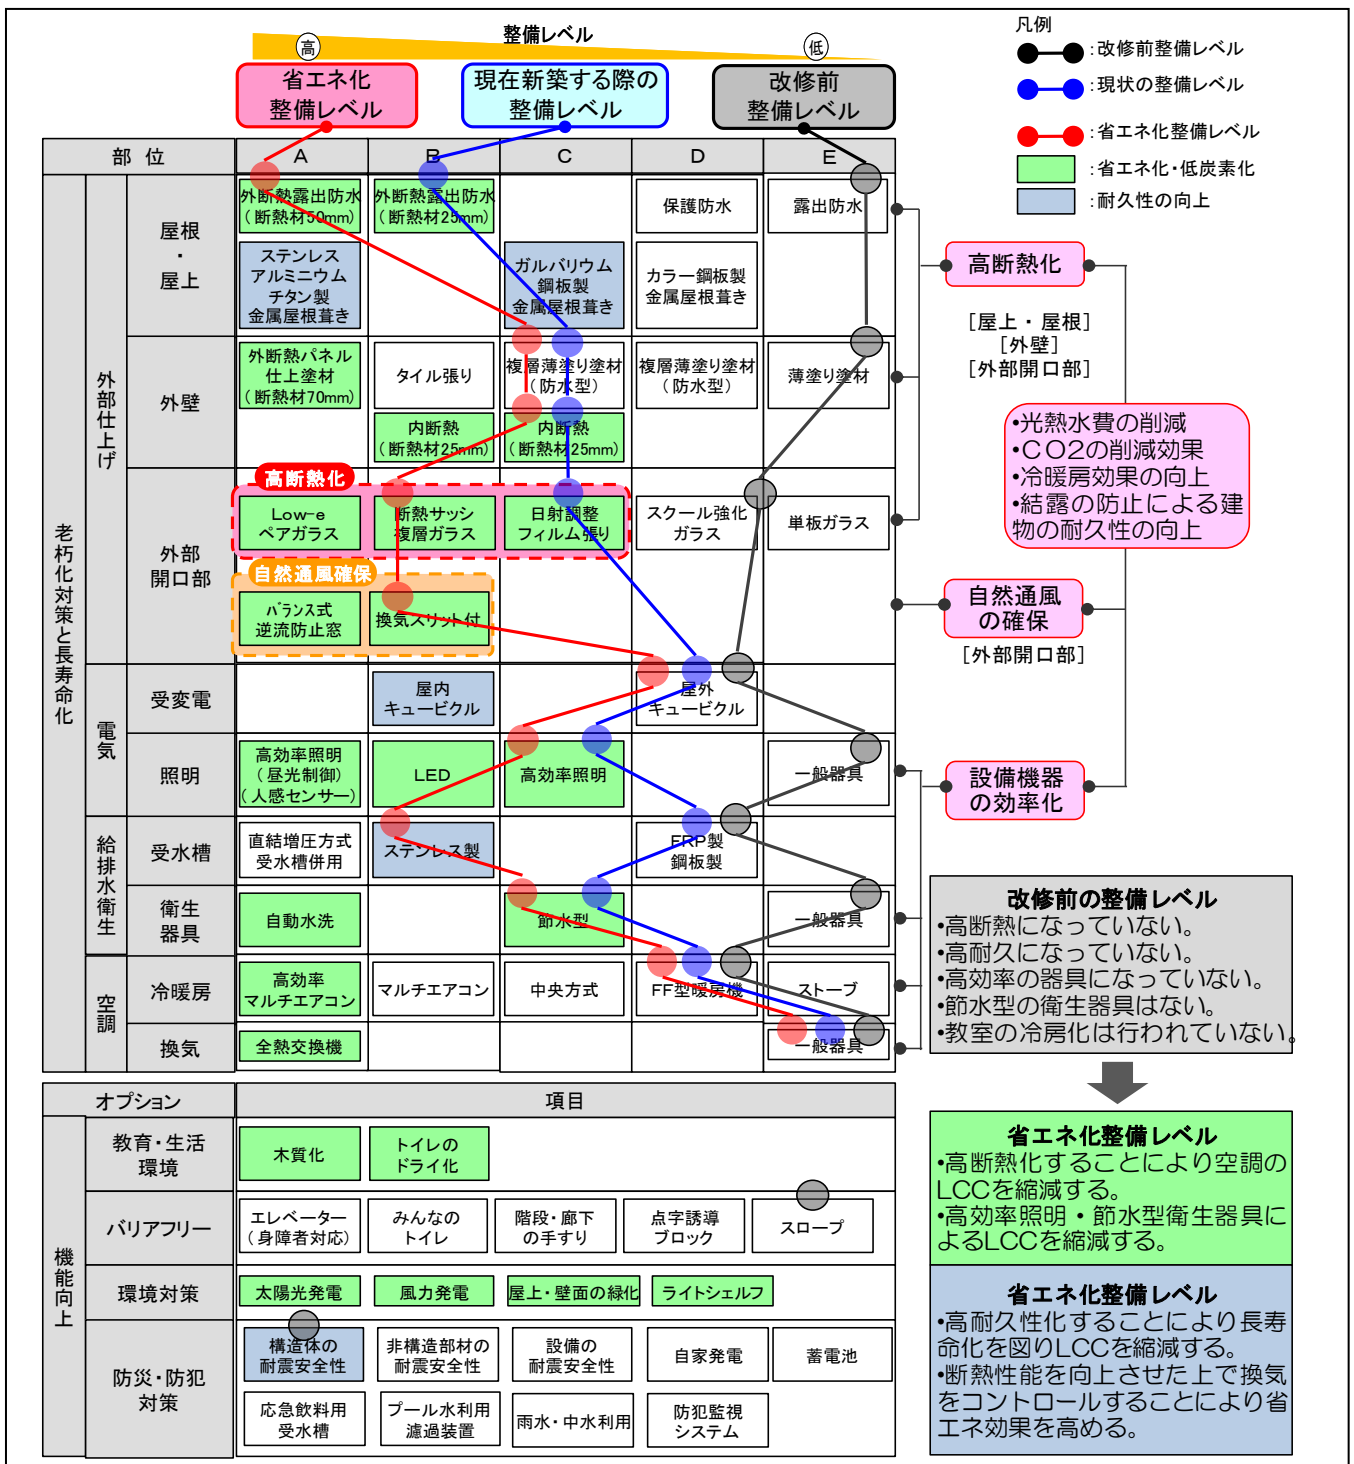 整備レベル
高
低
省エネ化
整備レベル
現在新築する際の
整備レベル
改修前
整備レベル
凡例
:改修前整備レベル
:現状の整備レベル
:省エネ化整備レベル
:省エネ化・低炭素化
:耐久性の向上
部 位
A
B
C
D
E
老朽化対策と長寿命化
外部仕上げ
屋根
・
屋上
外断熱露出防水
(断熱材50mm)
外断熱露出防水
(断熱材25mm)
保護防水
露出防水
ステンレス
アルミニウム
チタン製
金属屋根葺き
ガルバリウム
鋼板製
金属屋根葺き
カラー鋼板製
金属屋根葺き
外壁
外断熱パネル
仕上塗材
(断熱材70mm)
タイル張り
複層薄塗り塗材
(防水型)
複層薄塗り塗材
(防水型)
薄塗り塗材
内断熱
(断熱材25mm)
内断熱
(断熱材25mm)
外部
開口部
高断熱化
Low-e
ペアガラス
断熱サッシ
複層ガラス
日射調整
フィルム張り
スクール強化
ガラス
単板ガラス
自然通風確保
バランス式
逆流防止窓
換気スリット付
電気
受変電
屋内
キュービクル
屋外
キュービクル
照明
高効率照明
(昼光制御)
(人感センサー)
LED
高効率照明
一般器具
給排水衛生
受水槽
直結増圧方式
受水槽併用
ステンレス製
FRP製
鋼板製
衛生
器具
自動水洗
節水型
一般器具
空調
冷暖房
高効率
マルチエアコン
マルチエアコン
中央方式
FF型暖房機
ストーブ
換気
全熱交換機
一般器具
高断熱化
[屋上・屋根]
[外壁]
[外部開口部]
•光熱水費の削減
•CO2の削減効果
•冷暖房効果の向上
•結露の防止による建
物の耐久性の向上
自然通風
の確保
[外部開口部]
設備機器
の効率化
改修前の整備レベル
•高断熱になっていない。
•高耐久になっていない。
•高効率の器具になっていない。
•節水型の衛生器具はない。
•教室の冷房化は行われていない。
オプション
項目
機能向上
教育・生活
環境
木質化
トイレの
ドライ化
バリアフリー
エレベーター
(身障者対応)
みんなの
トイレ
階段・廊下
の手すり
点字誘導
ブロック
スロープ
環境対策
太陽光発電
風力発電
屋上・壁面の緑化
ライトシェルフ
防災・防犯
対策
構造体の
耐震安全性
非構造部材の
耐震安全性
設備の
耐震安全性
自家発電
蓄電池
応急飲料用
受水槽
プール水利用
濾過装置
雨水・中水利用
防犯監視
システム
省エネ化整備レベル
•高断熱化することにより空調の
LCCを縮減する。
•高効率照明・節水型衛生器具に
よるLCCを縮減する。
省エネ化整備レベル
•高耐久性化することにより長寿
命化を図りLCCを縮減する。
•断熱性能を向上させた上で換気
をコントロールすることにより省
エネ効果を高める。